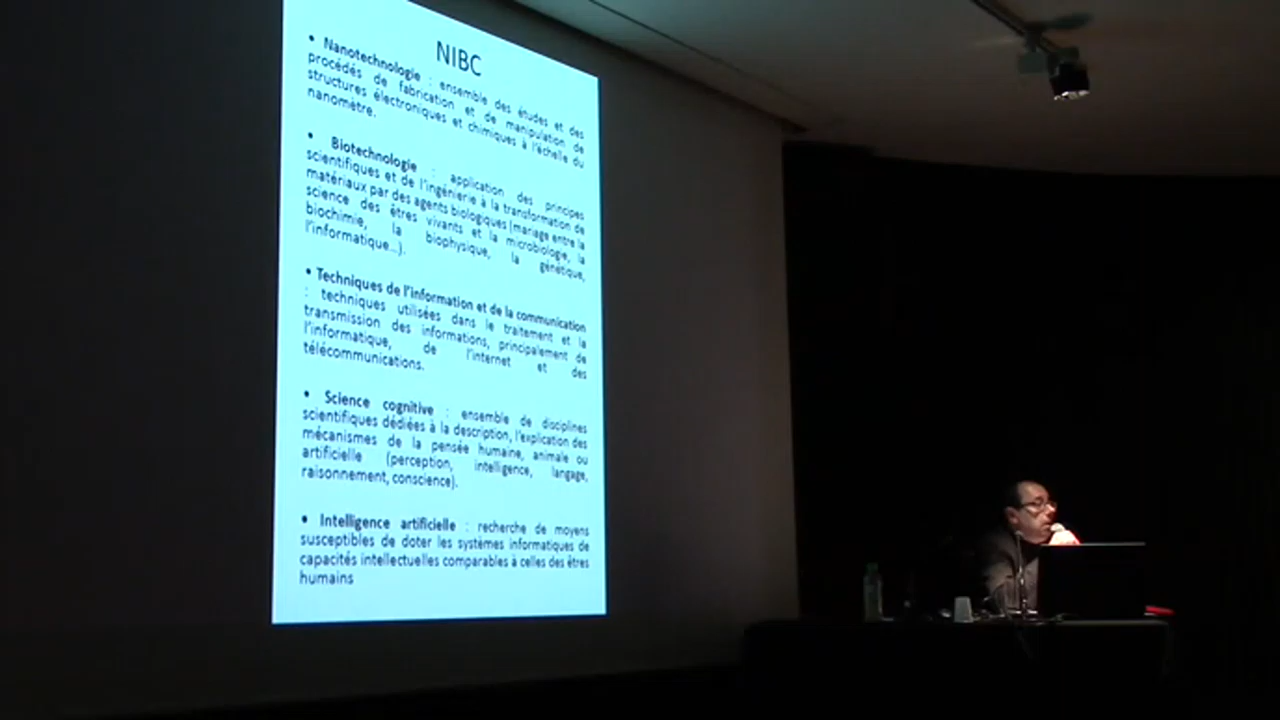 NIBC
• Nanotechnologie : ensemble des études et des
procédés de fabrication et de manipulation de
structures électroniques et chimiques à l'échelle du
nanomètre.
• Biotechnologie : application des principes
scientifiques et de l'ingénierie à la transformation de
matériaux par des agents biologiques (mariage entre la
science des êtres vivants et la microbiologie, la
biochimie, la biophysique, la génétique,
l'informatique...).
• Techniques de l'information et de la communication
: techniques utilisées dans le traitement et la
transmission des informations, principalement de
l'informatique, de l'internet et des
télécommunications.
• Science cognitive : ensemble de disciplines
scientifiques dédiées à la description, l'explication des
mécanismes de la pensée humaine, animale ou
artificielle (perception, intelligence, langage,
raisonnement, conscience).
• Intelligence artificielle : recherche de moyens
susceptibles de doter les systèmes informatiques de
capacités intellectuelles comparables à celles des êtres
humains